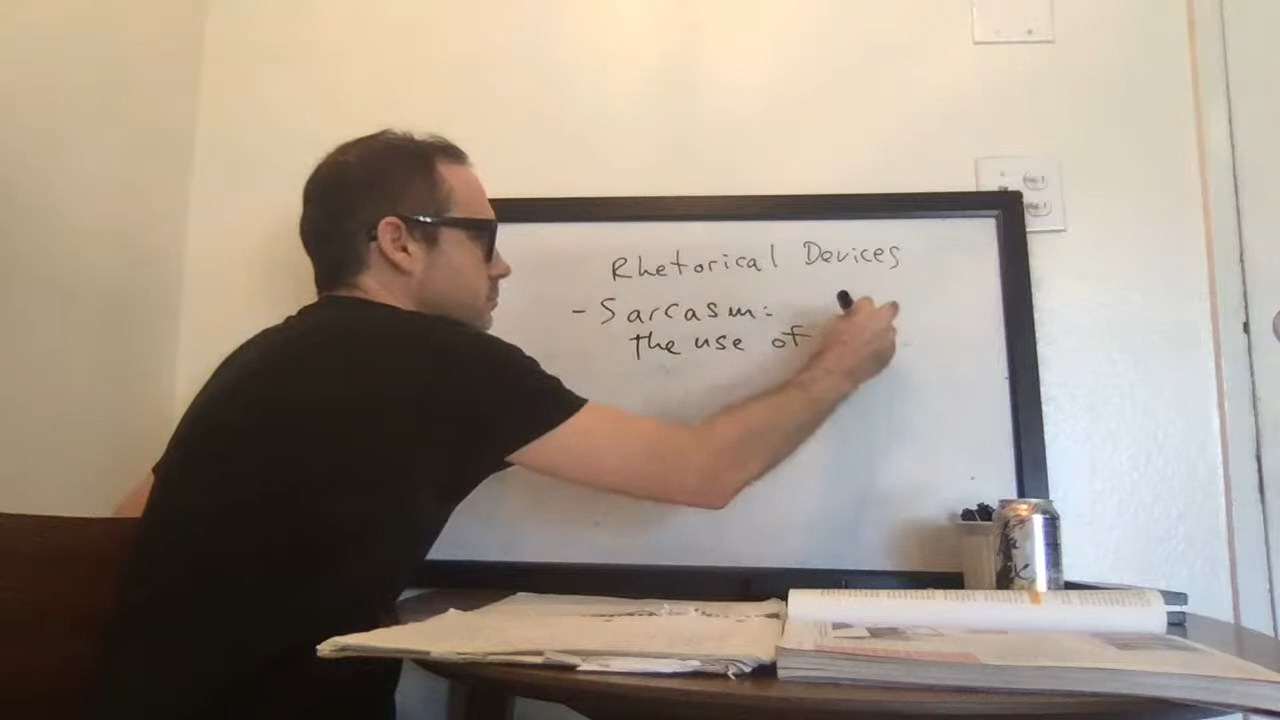 Rhetorical Devices
- Sarcasm:
the use of